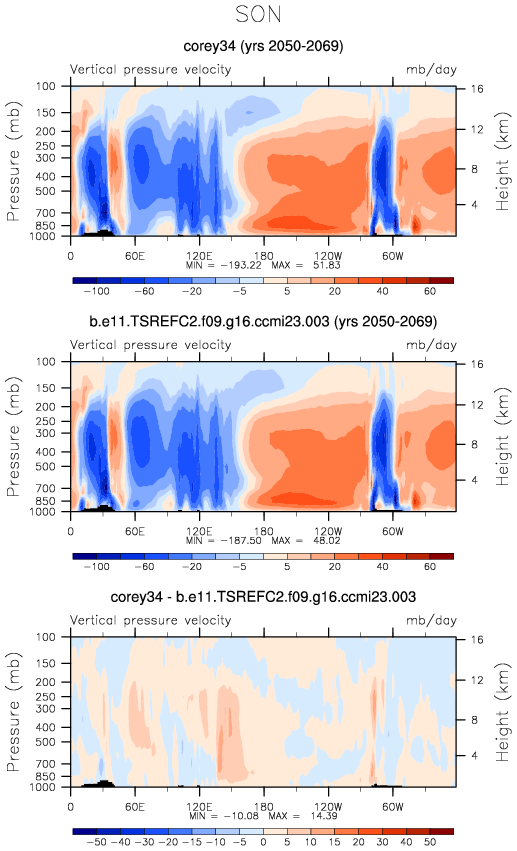 SON
corey34 (yrs 2050-2069)
Vertical pressure velocity mb/day
Pressure (mb)
100
150
200
250
300
400
500
700
850
1000
16
12
8
4
Height (km)
0 60E 120E 180 120W 60W
MIN = -193.22 MAX = 51.83
-100 -20 -5 5 20 40 60
b.e11.TSREFC2.f09.g16.ccmi23.003 (yrs 2050-2069)
Vertical pressure velocity mb/day
Pressure (mb)
100
150
200
250
300
400
500
700
850
1000
16
12
8
4
Height (km)
0 60E 120E 180 120W 60W
MIN = -187.50 MAX = 48.02
-100 -20 -5 5 20 40 60
corey34 - b.e11.TSREFC2.f09.g16.ccmi23.003
Vertical pressure velocity mb/day
Pressure (mb)
100
150
200
250
300
400
500
700
850
1000
16
12
8
4
Height (km)
0 60E 120E 180 120W 60W
MIN = -10.08 MAX = 14.39
-50 -40 -30 -20 -15 -10 -5 0 5 10 15 20 30 40 50